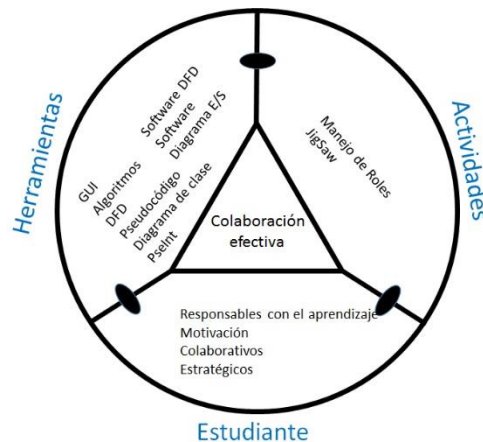 Herramientas
Software DFD
Software
Diagrama E/S
GUI
Algoritmos
DFD
Pseudocódigo
Diagrama de clase
PseInt
Actividades
Manejo de Roles
JigSaw
Colaboración
efectiva
Responsables con el aprendizaje
Motivación
Colaborativos
Estratégicos
Estudiante